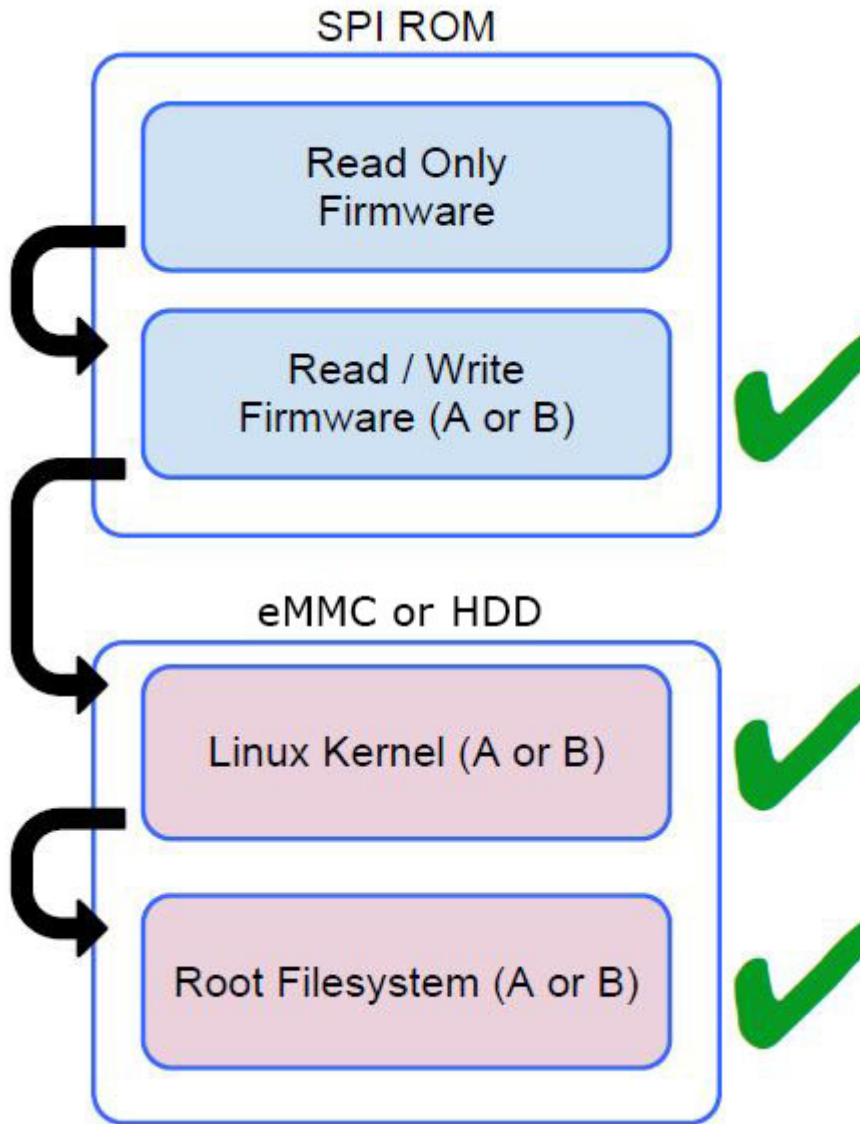 SPI ROM
Read Only
Firmware
Read / Write
Firmware (A or B)
eMMC or HDD
Linux Kernel (A or B)
Root Filesystem (A or B)